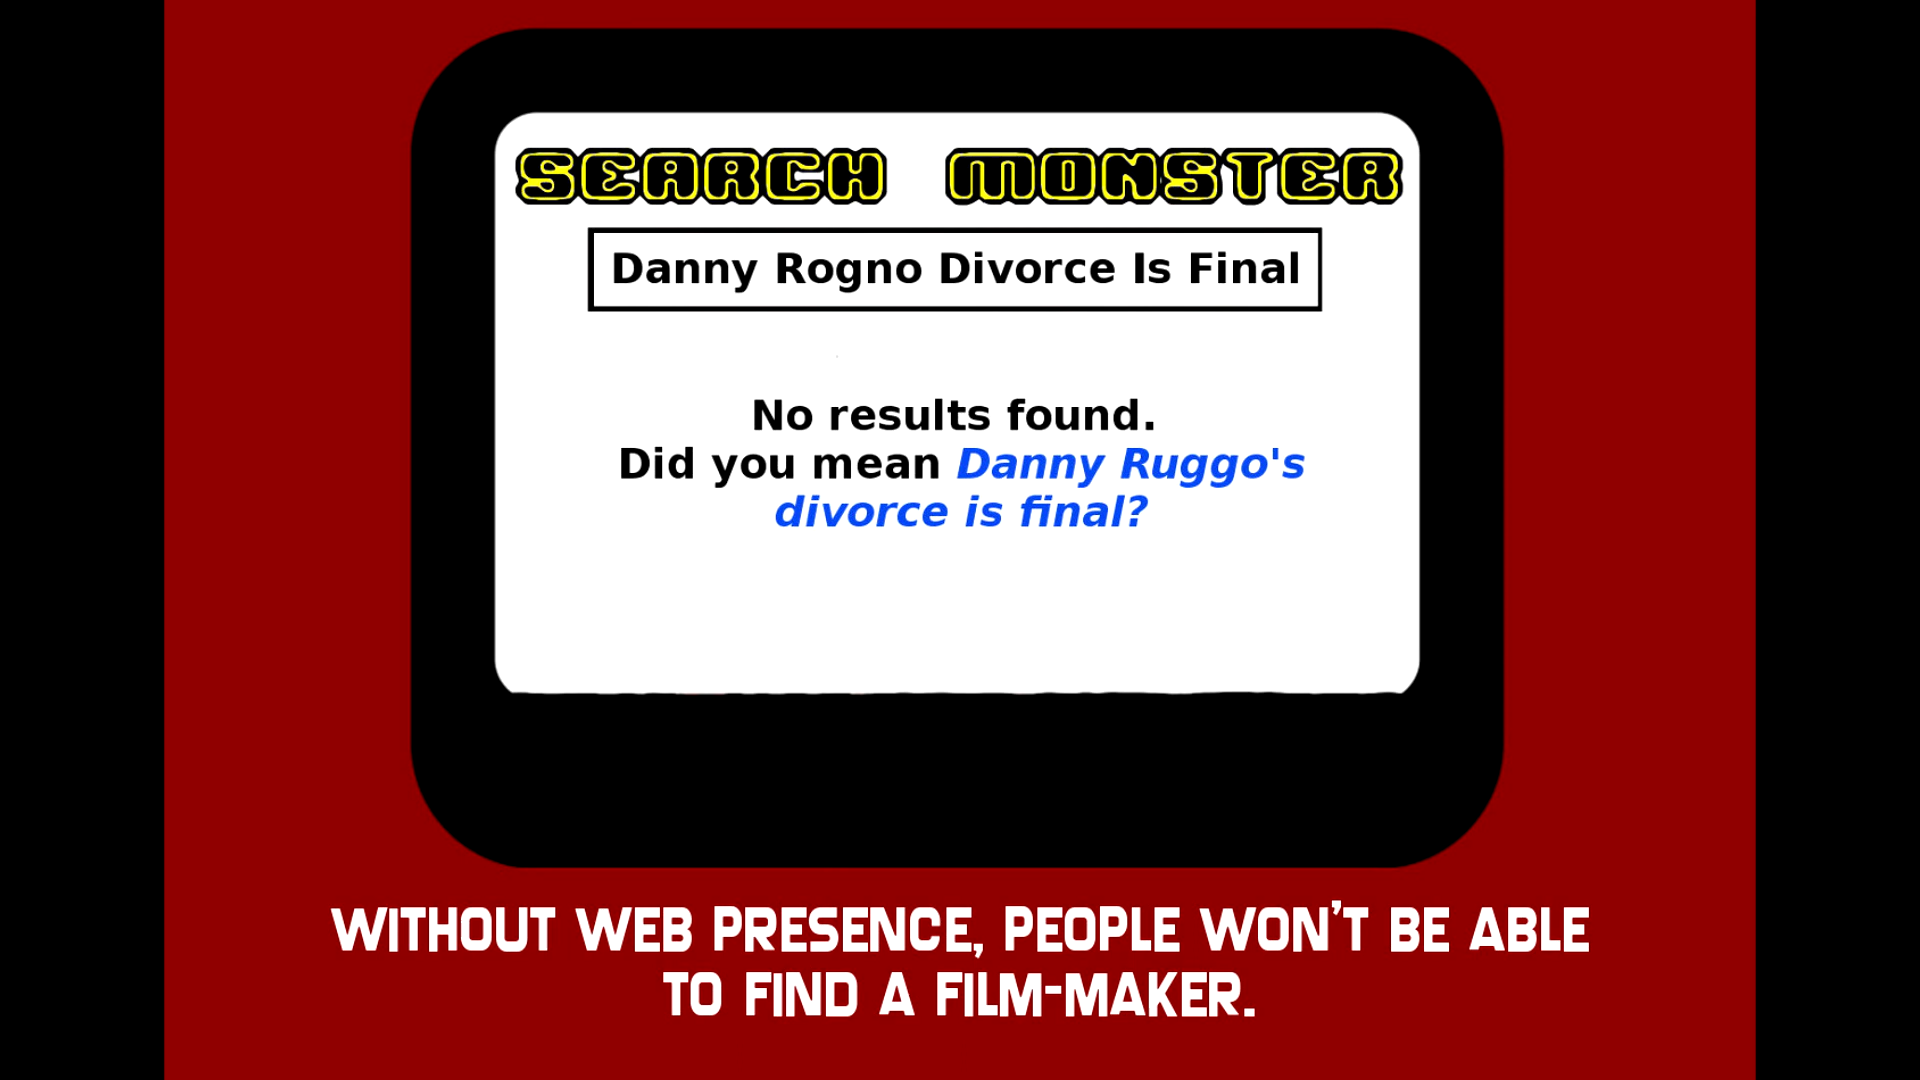 SEARCH MONSTER
Danny Rogno Divorce Is Final
No results found.
Did you mean Danny Ruggo's
divorce is final?
WITHOUT WEB PRESENCE, PEOPLE WON'T BE ABLE
TO FIND A FILM-MAKER.